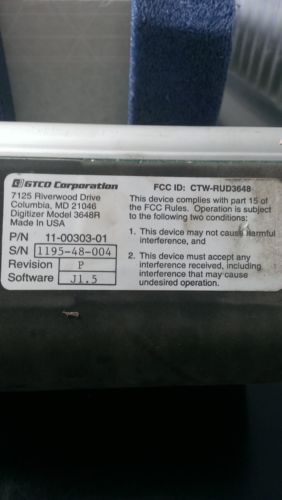 GTCO Corporation
7125 Riverwood Drive
Columbia, MD 21046
Digitizer Model 3648R
Made In USA
P/N 11-00303-01
S/N 1195-48-004
Revision P
Software J1.5
FCC ID: CTW-RUD3648
This device complies with part 15 of
the FCC Rules. Operation is subject
to the following two conditions:
1. This device may not cause harmful
interference, and
2. This device must accept any
interference received, including
interference that may cause
undesired operation.